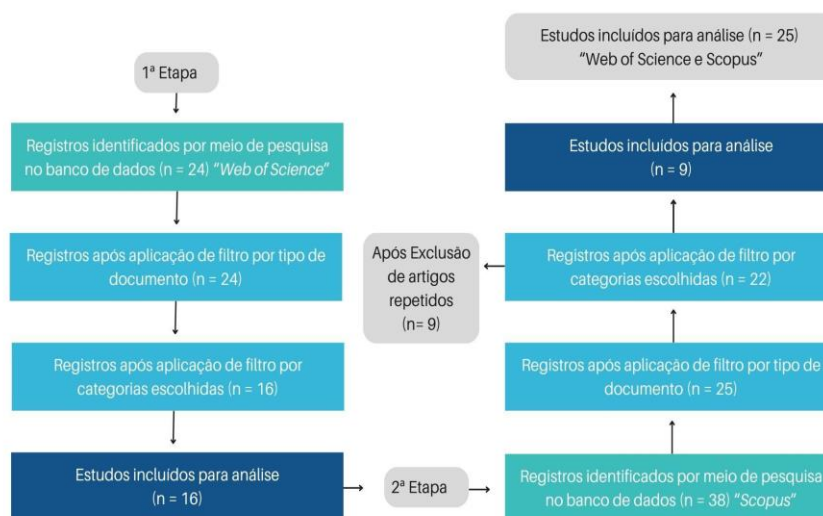 1ª Etapa
Registros identificados por meio de pesquisa
no banco de dados (n = 24) "Web of Science"
Registros após aplicação de filtro por tipo de
documento (n = 24)
Registros após aplicação de filtro por
categorias escolhidas (n = 16)
Estudos incluídos para análise
(n = 16)
2ª Etapa
Registros identificados por meio de pesquisa
no banco de dados (n = 38) "Scopus"
Registros após aplicação de filtro por tipo de
documento (n = 25)
Registros após aplicação de filtro por
categorias escolhidas (n = 22)
Após Exclusão
de artigos
repetidos
(n= 9)
Estudos incluídos para análise
(n = 9)
Estudos incluídos para análise (n = 25)
"Web of Science e Scopus"